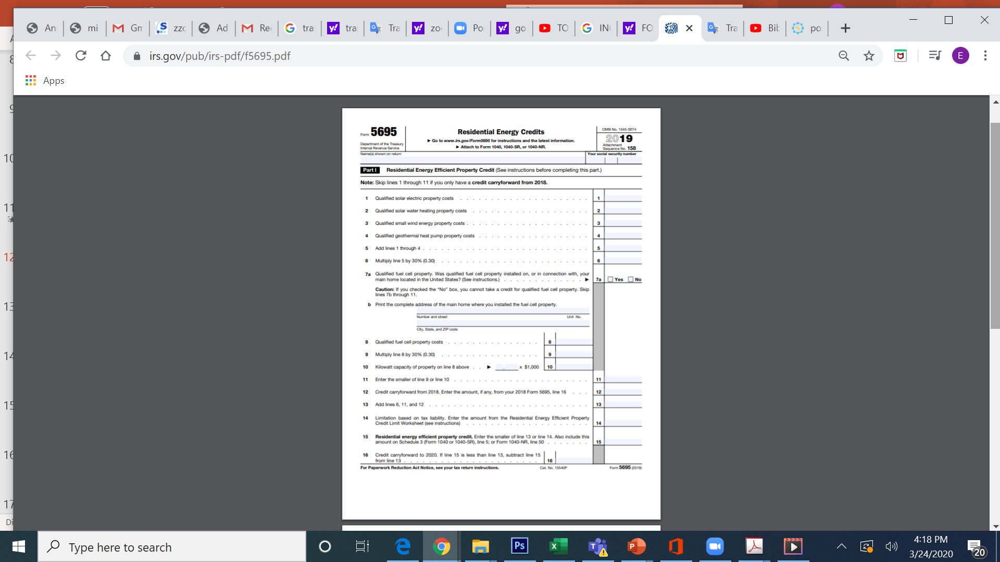 An
mi
Gm
zzc
Ad
Re
tra
tra
Tra
zo
Po
go
TO
IN
FO
Tra
Bib
po
irs.gov/pub/irs-pdf/f5695.pdf
E
Apps
Form 5695
Department of the Treasury
Internal Revenue Service
Residential Energy Credits
▶ Go to www.irs.gov/Form5695 for instructions and the latest information.
▶ Attach to Form 1040, 1040-SR, or 1040-NR.
OMB No. 1545-0074
2019
Attachment
Sequence No. 158
Name(s) shown on return
Your social security number
Part I Residential Energy Efficient Property Credit (See instructions before completing this part.)
Note: Skip lines 1 through 11 if you only have a credit carryforward from 2018.
1 Qualified solar electric property costs 1
2 Qualified solar water heating property costs 2
3 Qualified small wind energy property costs 3
4 Qualified geothermal heat pump property costs 4
5 Add lines 1 through 4 5
6 Multiply line 5 by 30% (0.30) 6
7a Qualified fuel cell property. Was qualified fuel cell property installed on, or in connection with, your
main home located in the United States? (See instructions.) ▶ 7a Yes No
Caution: If you checked the "No" box, you cannot take a credit for qualified fuel cell property. Skip
lines 7b through 11.
b Print the complete address of the main home where you installed the fuel cell property.
Number and street Unit No.
City, State, and ZIP code
8 Qualified fuel cell property costs 8
9 Multiply line 8 by 30% (0.30) 9
10 Kilowatt capacity of property on line 8 above ▶ . x $1,000 10
11 Enter the smaller of line 9 or line 10 11
12 Credit carryforward from 2018. Enter the amount, if any, from your 2018 Form 5695, line 16 12
13 Add lines 6, 11, and 12 13
14 Limitation based on tax liability. Enter the amount from the Residential Energy Efficient Property
Credit Limit Worksheet (see instructions) 14
15 Residential energy efficient property credit. Enter the smaller of line 13 or line 14. Also include this
amount on Schedule 3 (Form 1040 or 1040-SR), line 5; or Form 1040-NR, line 50 15
16 Credit carryforward to 2020. If line 15 is less than line 13, subtract line 15
from line 13 16
For Paperwork Reduction Act Notice, see your tax return instructions. Cat. No. 13540P Form 5695 (2019)
10
11
12
13
14
15
16
17
Di
Type here to search
4:18 PM
3/24/2020
20